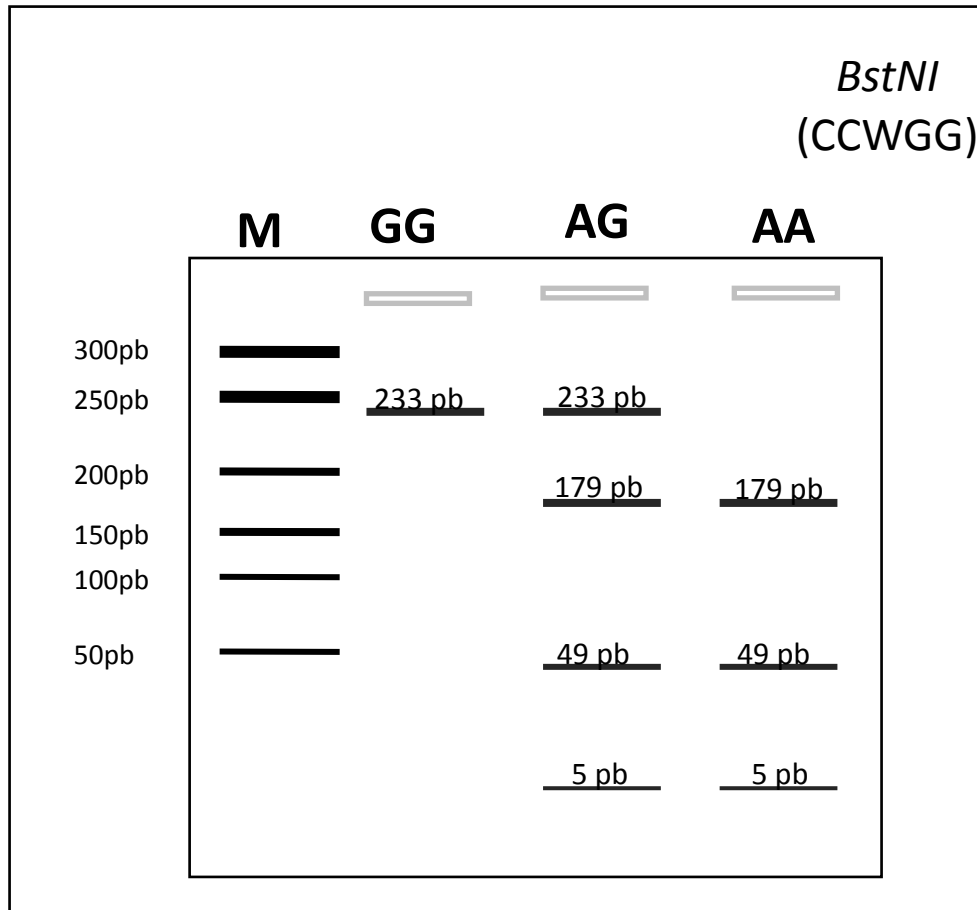 BstNI
(CCWGG)
M GG AG AA
300pb
250pb 233 pb 233 pb
200pb 179 pb 179 pb
150pb
100pb
50pb 49 pb 49 pb
5 pb 5 pb